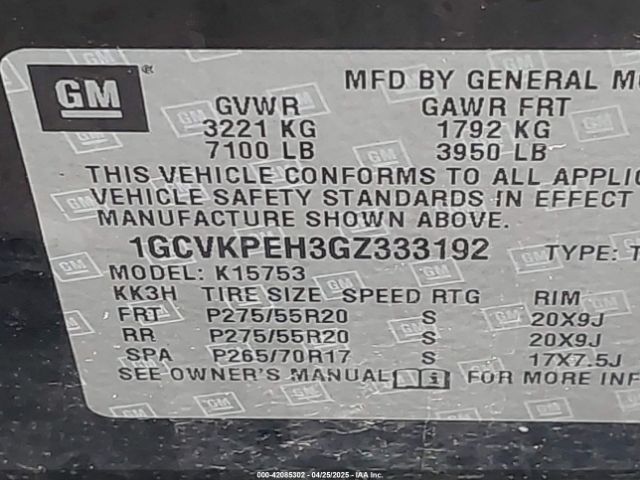 GM ®
MFD BY GENERAL MO
GVWR GAWR FRT
3221 KG 1792 KG
7100 LB 3950 LB
THIS VEHICLE CONFORMS TO ALL APPLIC
VEHICLE SAFETY STANDARDS IN EFFECT
MANUFACTURE SHOWN ABOVE.
1GCVKPEH3GZ333192 TYPE: T
MODEL: K15753
KK3H TIRE SIZE SPEED RTG RIM
FRT P275/55R20 S 20X9J
RR P275/55R20 S 20X9J
SPA P265/70R17 S 17X7.5J
SEE OWNER'S MANUAL i FOR MORE INF
000-42085302 - 04/25/2025 - IAAI.COM